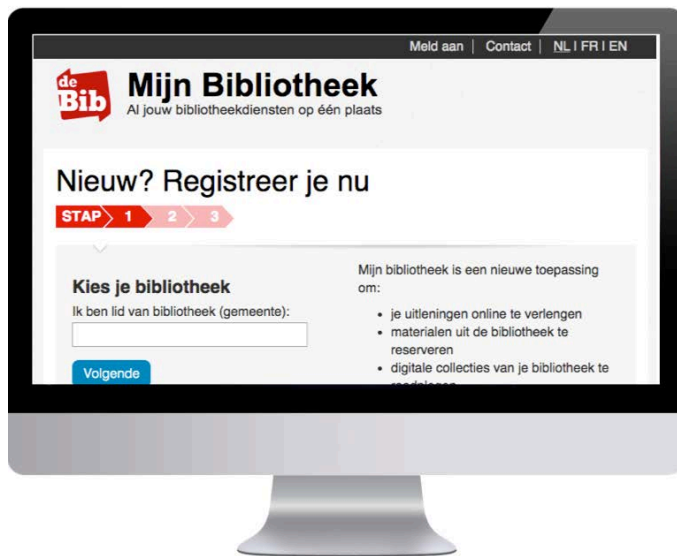 Meld aan | Contact | NL I FR I EN
de
Bib
Mijn Bibliotheek
Al jouw bibliotheekdiensten op één plaats
Nieuw? Registreer je nu
STAP 1 2 3
Kies je bibliotheek
Ik ben lid van bibliotheek (gemeente):
Volgende
Mijn bibliotheek is een nieuwe toepassing
om:
• je uitleningen online te verlengen
• materialen uit de bibliotheek te
reserveren
• digitale collecties van je bibliotheek te